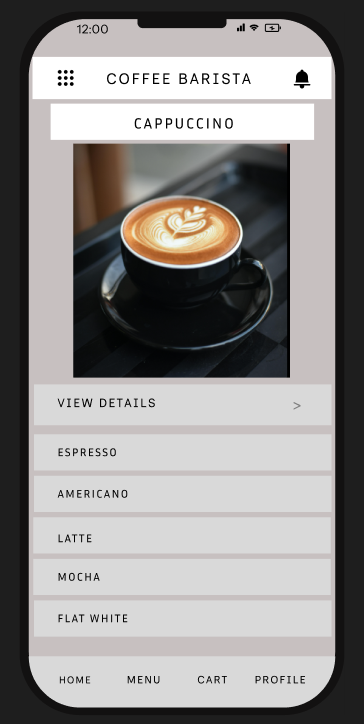 12:00
COFFEE BARISTA
CAPPUCCINO
VIEW DETAILS >
ESPRESSO
AMERICANO
LATTE
MOCHA
FLAT WHITE
HOME MENU CART PROFILE